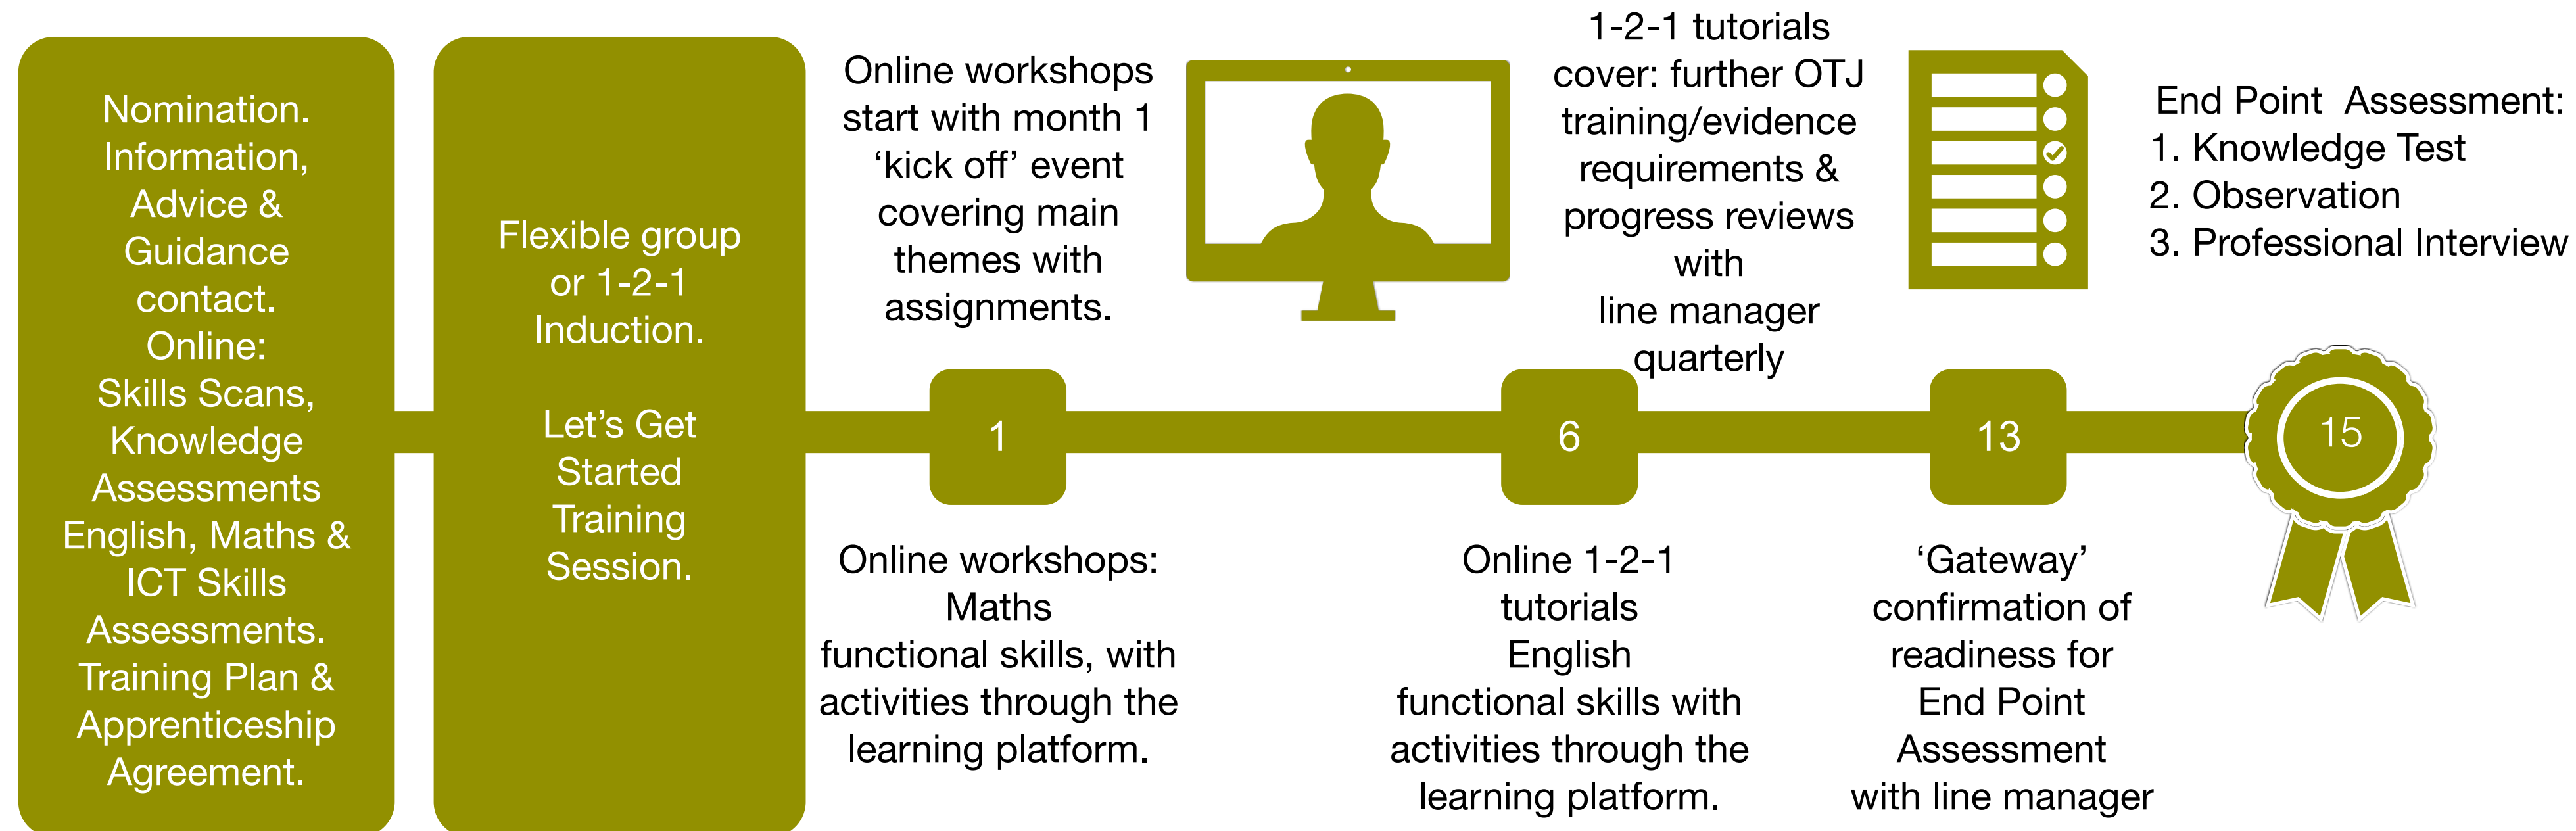 Nomination.
Information,
Advice &
Guidance
contact.
Online:
Skills Scans,
Knowledge
Assessments
English, Maths &
ICT Skills
Assessments.
Training Plan &
Apprenticeship
Agreement.
Flexible group
or 1-2-1
Induction.
Let’s Get
Started
Training
Session.
Online workshops
start with month 1
‘kick off’ event
covering main
themes with
assignments.
1
Online workshops:
Maths
functional skills, with
activities through the
learning platform.
1-2-1 tutorials
cover: further OTJ
training/evidence
requirements &
progress reviews
with
line manager
quarterly
6
Online 1-2-1
tutorials
English
functional skills with
activities through the
learning platform.
13
‘Gateway’
confirmation of
readiness for
End Point
Assessment
with line manager
End Point  Assessment:
1. Knowledge Test
2. Observation
3. Professional Interview
15